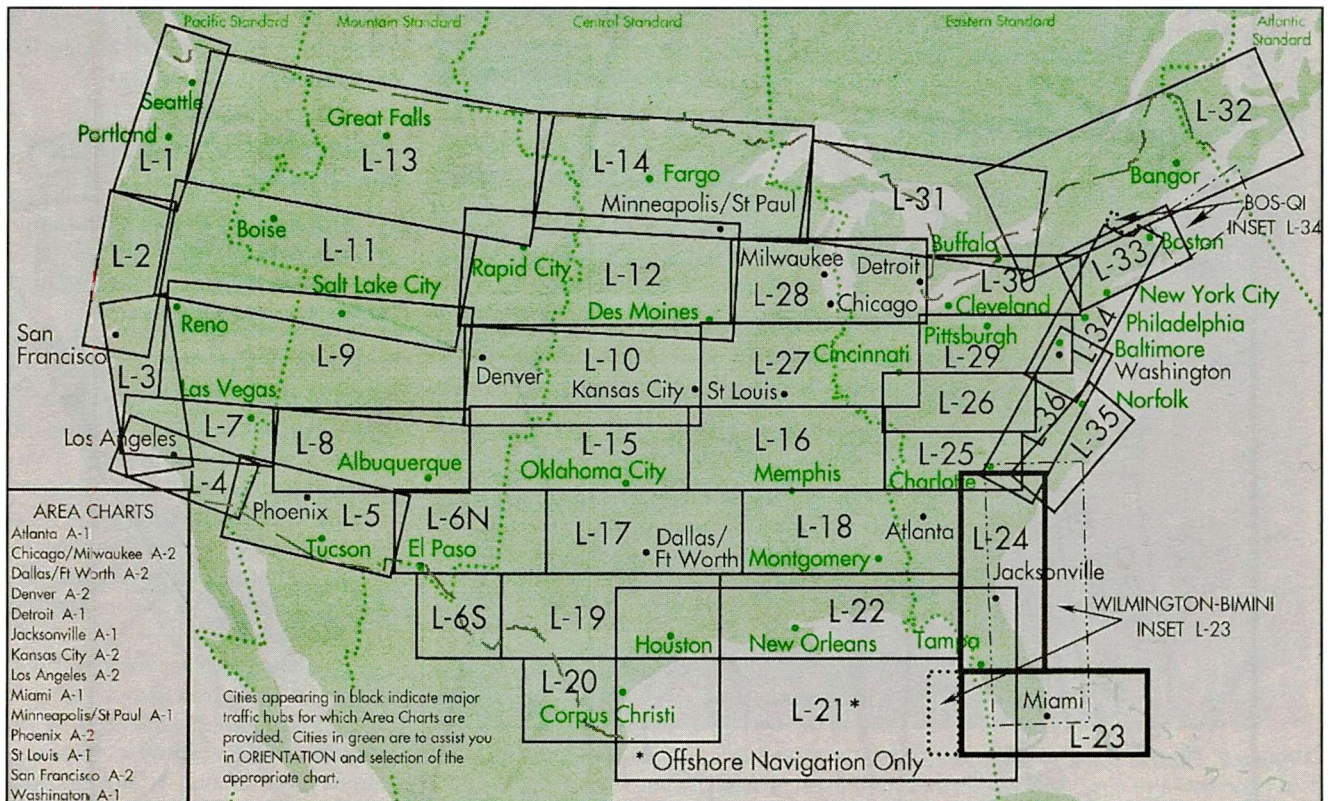 Pacific Standard
Mountain Standard
Central Standard
Eastern Standard
Atlantic
Standard
Seattle
Portland
L-1
Great Falls
L-13
L-14
Fargo
Minneapolis/St Paul
L-31
L-32
Bangor
BOS-QI
INSET L-34
L-2
Boise
L-11
Salt Lake City
Rapid City
L-12
Des Moines
Milwaukee
Detroit
L-28
Chicago
Buffalo
L-30
Cleveland
L-33
Boston
New York City
Philadelphia
Baltimore
Washington
Norfolk
L-34
San
Francisco
L-3
Reno
L-9
Las Vegas
Denver
L-10
Kansas City
L-27
St Louis
Cincinnati
Pittsburgh
L-29
L-26
L-36
L-35
Los Angeles
L-7
L-4
L-8
Albuquerque
L-15
Oklahoma City
L-16
Memphis
L-25
Charlotte
Phoenix
L-5
Tucson
L-6N
El Paso
L-17
Dallas/
Ft Worth
L-18
Montgomery
Atlanta
L-24
Jacksonville
L-6S
L-19
Houston
L-22
New Orleans
Tampa
WILMINGTON-BIMINI
INSET L-23
L-20
Corpus Christi
L-21*
Miami
L-23
* Offshore Navigation Only
AREA CHARTS
Atlanta A-1
Chicago/Milwaukee A-2
Dallas/Ft Worth A-2
Denver A-2
Detroit A-1
Jacksonville A-1
Kansas City A-2
Los Angeles A-2
Miami A-1
Minneapolis/St Paul A-1
Phoenix A-2
St Louis A-1
San Francisco A-2
Washington A-1
Cities appearing in black indicate major
traffic hubs for which Area Charts are
provided. Cities in green are to assist you
in ORIENTATION and selection of the
appropriate chart.